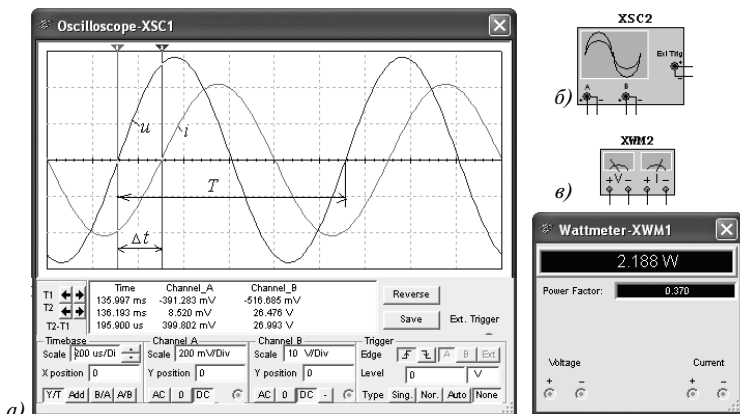 Oscilloscope-XSC1
u
i
T
Δt
Time Channel_A Channel_B
T1 135.997 ms -391.283 mV -516.685 mV
T2 136.193 ms 8.520 mV 26.476 V
T2-T1 195.900 us 399.802 mV 26.993 V
Reverse
Save
Ext. Trigger
Timebase
Scale 200 us/Di
X position 0
Y/T Add B/A A/B
Channel A
Scale 200 mV/Div
Y position 0
AC 0 DC
Channel B
Scale 10 V/Div
Y position 0
AC 0 DC -
Trigger
Edge A B Ext
Level 0 V
Type Sing. Nor. Auto None
а)
XSC2
Ext Trig
+
-
A B
+ - + -
б)
XWM2
+V- +I-
в)
Wattmeter-XWM1
2.188 W
Power Factor: 0.370
Voltage Current
+ - + -